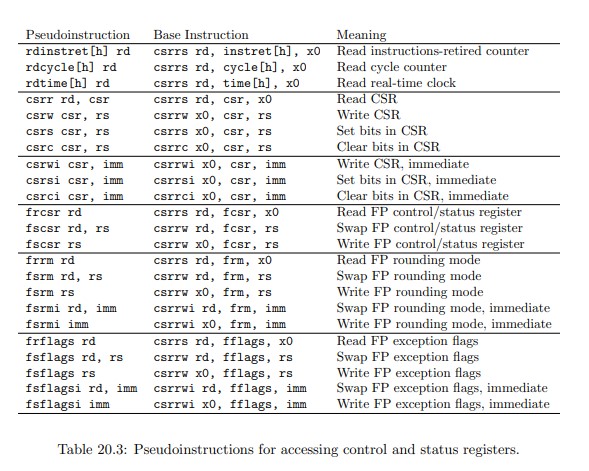 Pseudoinstruction Base Instruction Meaning
rdinstret[h] rd csrrs rd, instret[h], x0 Read instructions-retired counter
rdcycle[h] rd csrrs rd, cycle[h], x0 Read cycle counter
rdtime[h] rd csrrs rd, time[h], x0 Read real-time clock
csrr rd, csr csrrs rd, csr, x0 Read CSR
csrw csr, rs csrrw x0, csr, rs Write CSR
csrs csr, rs csrrs x0, csr, rs Set bits in CSR
csrc csr, rs csrrc x0, csr, rs Clear bits in CSR
csrwi csr, imm csrrwi x0, csr, imm Write CSR, immediate
csrsi csr, imm csrrsi x0, csr, imm Set bits in CSR, immediate
csrci csr, imm csrrci x0, csr, imm Clear bits in CSR, immediate
frcsr rd csrrs rd, fcsr, x0 Read FP control/status register
fscsr rd, rs csrrw rd, fcsr, rs Swap FP control/status register
fscsr rs csrrw x0, fcsr, rs Write FP control/status register
frrm rd csrrs rd, frm, x0 Read FP rounding mode
fsrm rd, rs csrrw rd, frm, rs Swap FP rounding mode
fsrm rs csrrw x0, frm, rs Write FP rounding mode
fsrmi rd, imm csrrwi rd, frm, imm Swap FP rounding mode, immediate
fsrmi imm csrrwi x0, frm, imm Write FP rounding mode, immediate
frflags rd csrrs rd, fflags, x0 Read FP exception flags
fsflags rd, rs csrrw rd, fflags, rs Swap FP exception flags
fsflags rs csrrw x0, fflags, rs Write FP exception flags
fsflagsi rd, imm csrrwi rd, fflags, imm Swap FP exception flags, immediate
fsflagsi imm csrrwi x0, fflags, imm Write FP exception flags, immediate
Table 20.3: Pseudoinstructions for accessing control and status registers.